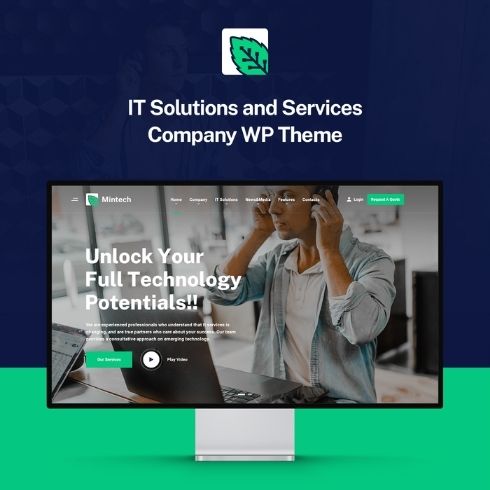 IT Solutions and Services
Company WP Theme
Mintech
Home Company IT Solutions News&Media Features Contacts Login Request A Quote
Unlock Your
Full Technology
Potentials!!
We are experienced professionals who understand that it services is
changing, and are true partners who care about your success. Our team
provides a consultative approach on emerging technology.
Our Services Play Video